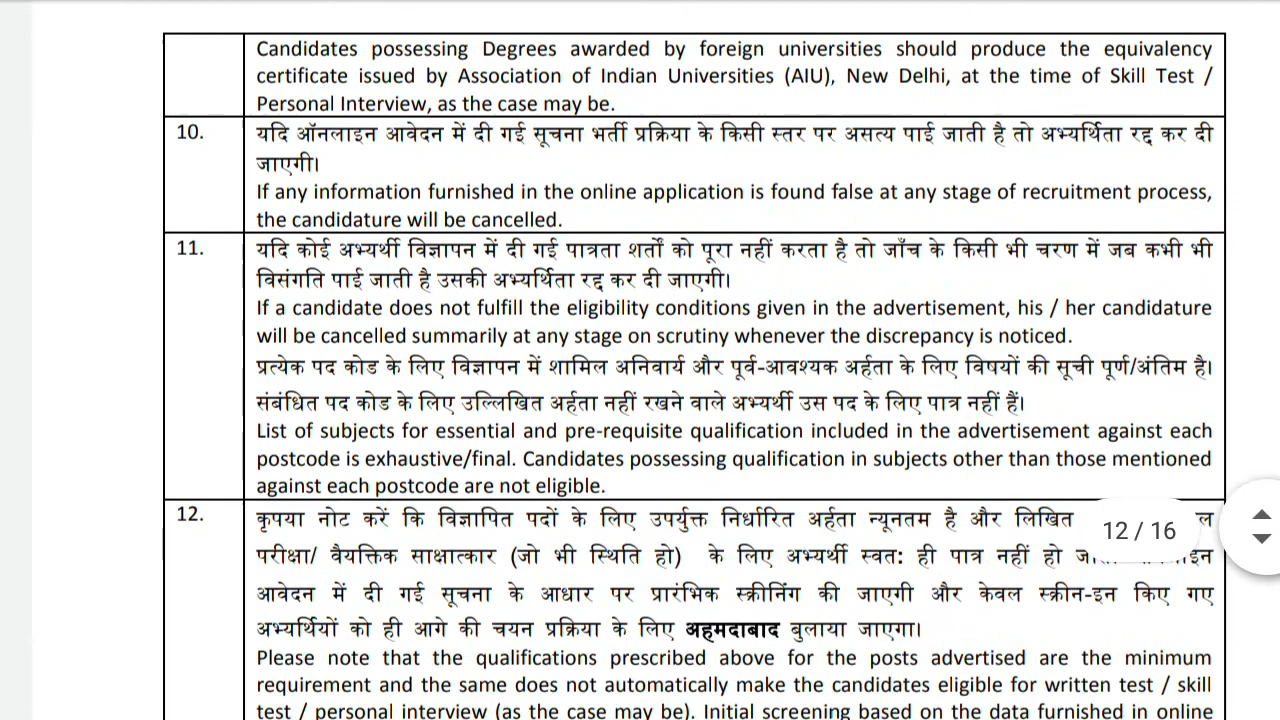 Candidates possessing Degrees awarded by foreign universities should produce the equivalency
certificate issued by Association of Indian Universities (AIU), New Delhi, at the time of Skill Test /
Personal Interview, as the case may be.
10. यदि ऑनलाइन आवेदन में दी गई सूचना भर्ती प्रक्रिया के किसी स्तर पर असत्य पाई जाती है तो अभ्यर्थिता रद्द कर दी
जाएगी।
If any information furnished in the online application is found false at any stage of recruitment process,
the candidature will be cancelled.
11. यदि कोई अभ्यर्थी विज्ञापन में दी गई पात्रता शर्तों को पूरा नहीं करता है तो जाँच के किसी भी चरण में जब कभी भी
विसंगति पाई जाती है उसकी अभ्यर्थिता रद्द कर दी जाएगी।
If a candidate does not fulfill the eligibility conditions given in the advertisement, his / her candidature
will be cancelled summarily at any stage on scrutiny whenever the discrepancy is noticed.
प्रत्येक पद कोड के लिए विज्ञापन में शामिल अनिवार्य और पूर्व-आवश्यक अर्हता के लिए विषयों की सूची पूर्ण/अंतिम है।
संबंधित पद कोड के लिए उल्लिखित अर्हता नहीं रखने वाले अभ्यर्थी उस पद के लिए पात्र नहीं हैं।
List of subjects for essential and pre-requisite qualification included in the advertisement against each
postcode is exhaustive/final. Candidates possessing qualification in subjects other than those mentioned
against each postcode are not eligible.
12. कृपया नोट करें कि विज्ञापित पदों के लिए उपर्युक्त निर्धारित अर्हता न्यूनतम है और लिखित
12 / 16
परीक्षा/ वैयक्तिक साक्षात्कार (जो भी स्थिति हो) के लिए अभ्यर्थी स्वत: ही पात्र नहीं हो
आवेदन में दी गई सूचना के आधार पर प्रारंभिक स्क्रीनिंग की जाएगी और केवल स्क्रीन-इन किए गए
अभ्यर्थियों को ही आगे की चयन प्रक्रिया के लिए अहमदाबाद बुलाया जाएगा।
Please note that the qualifications prescribed above for the posts advertised are the minimum
requirement and the same does not automatically make the candidates eligible for written test / skill
test / personal interview (as the case may be). Initial screening based on the data furnished in online